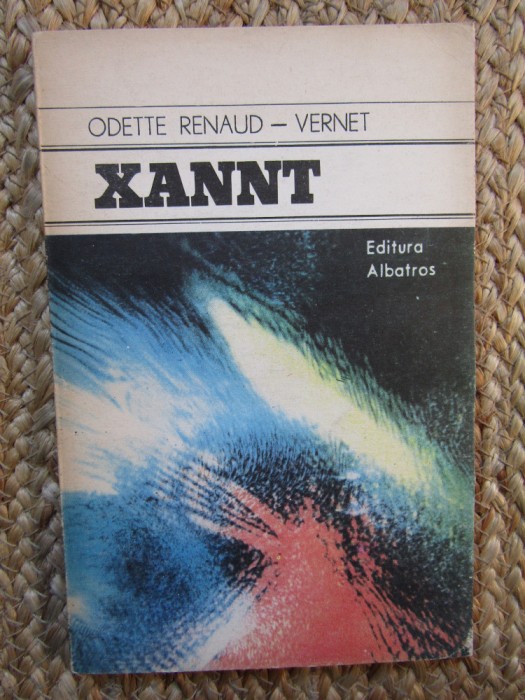 ODETTE RENAUD – VERNET
XANNT
Editura
Albatros